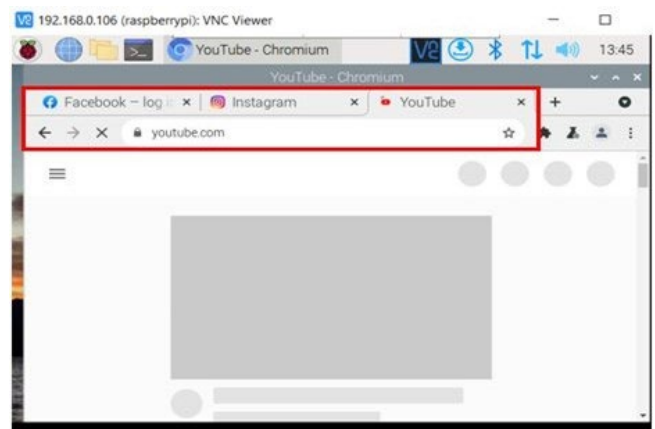 192.168.0.106 (raspberrypi): VNC Viewer
YouTube - Chromium 13:45
YouTube - Chromium
Facebook – log i Instagram YouTube
youtube.com